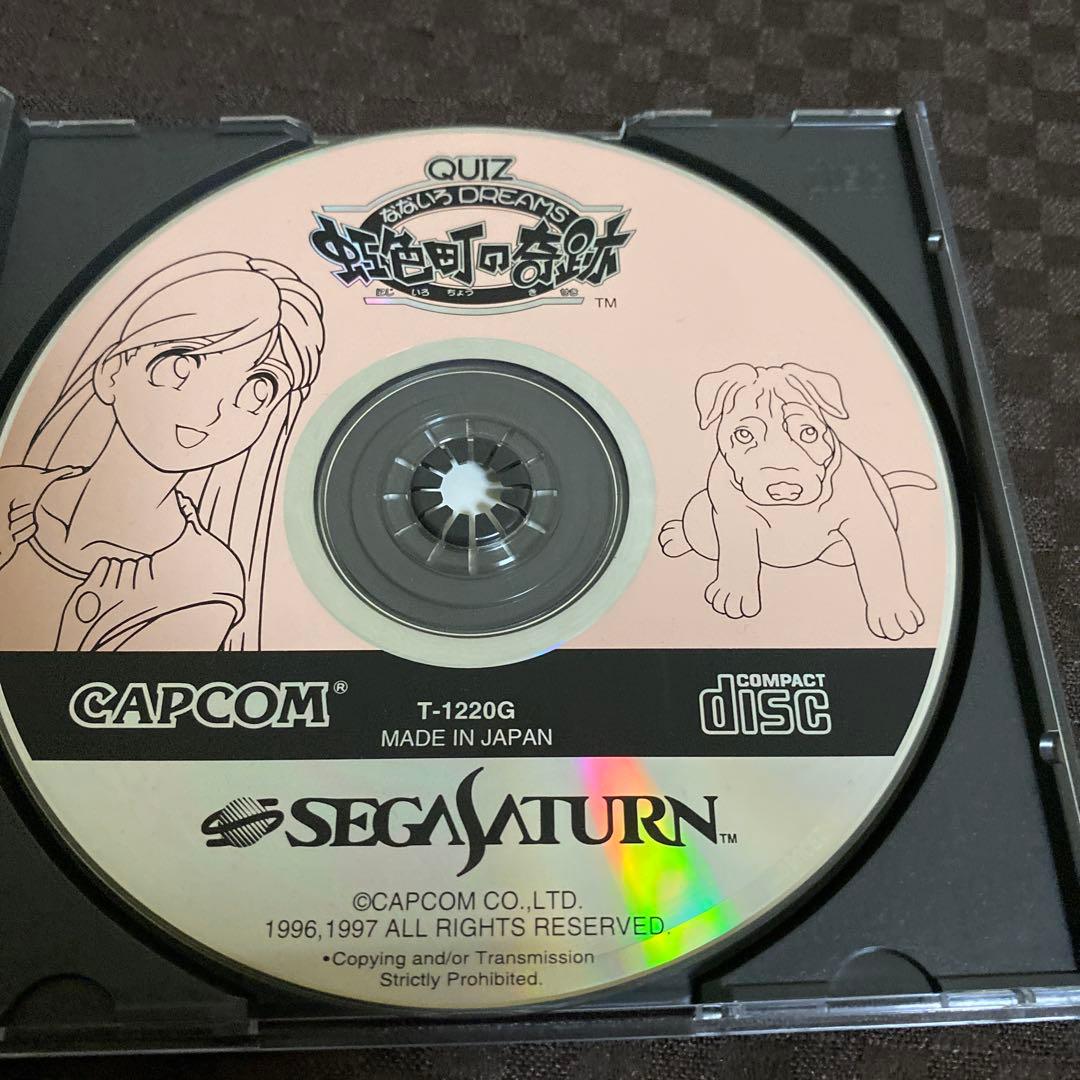 QUIZ
なないろDREAMS
虹色町の奇跡
にじ いろ ちょう き せき
TM
CAPCOM®
T-1220G
MADE IN JAPAN
COMPACT
disc
SEGA SATURN™
©CAPCOM CO.,LTD.
1996,1997 ALL RIGHTS RESERVED.
•Copying and/or Transmission
Strictly Prohibited.